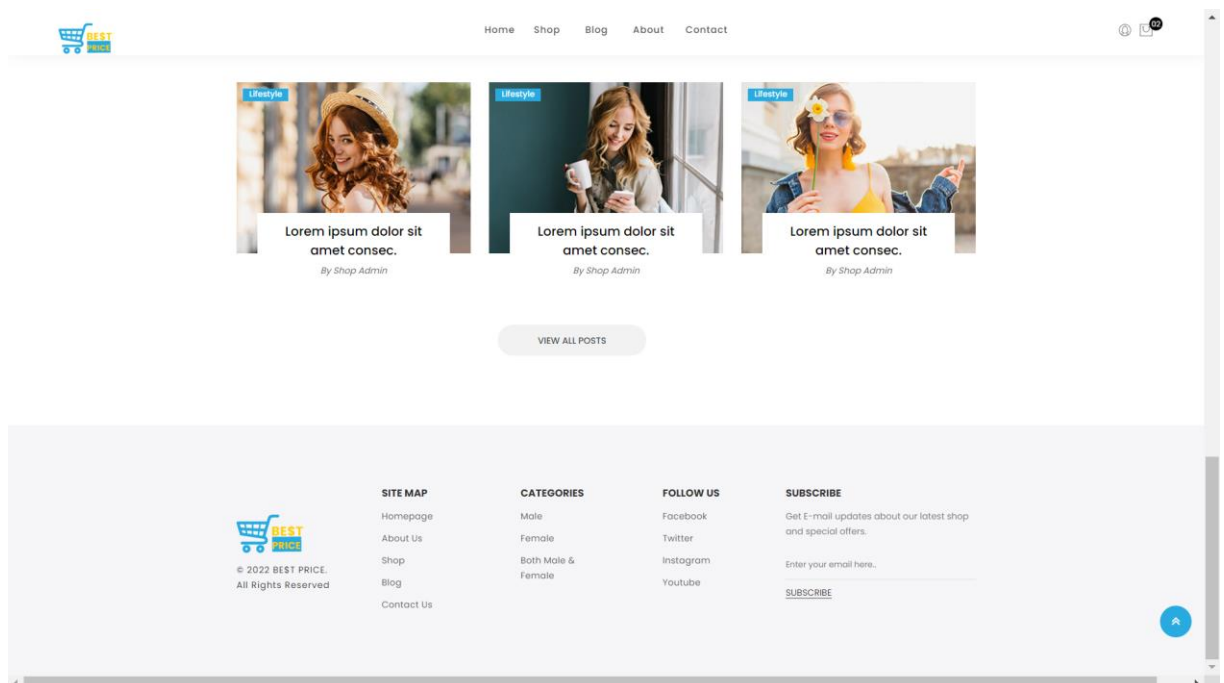 BEST
PRICE
Home Shop Blog About Contact
02
Lifestyle
Lorem ipsum dolor sit
amet consec.
By Shop Admin
Lifestyle
Lorem ipsum dolor sit
amet consec.
By Shop Admin
Lifestyle
Lorem ipsum dolor sit
amet consec.
By Shop Admin
VIEW ALL POSTS
BEST
PRICE
© 2022 BE$T PRICE.
All Rights Reserved
SITE MAP
Homepage
About Us
Shop
Blog
Contact Us
CATEGORIES
Male
Female
Both Male &
Female
FOLLOW US
Facebook
Twitter
Instagram
Youtube
SUBSCRIBE
Get E-mail updates about our latest shop
and special offers.
Enter your email here..
SUBSCRIBE